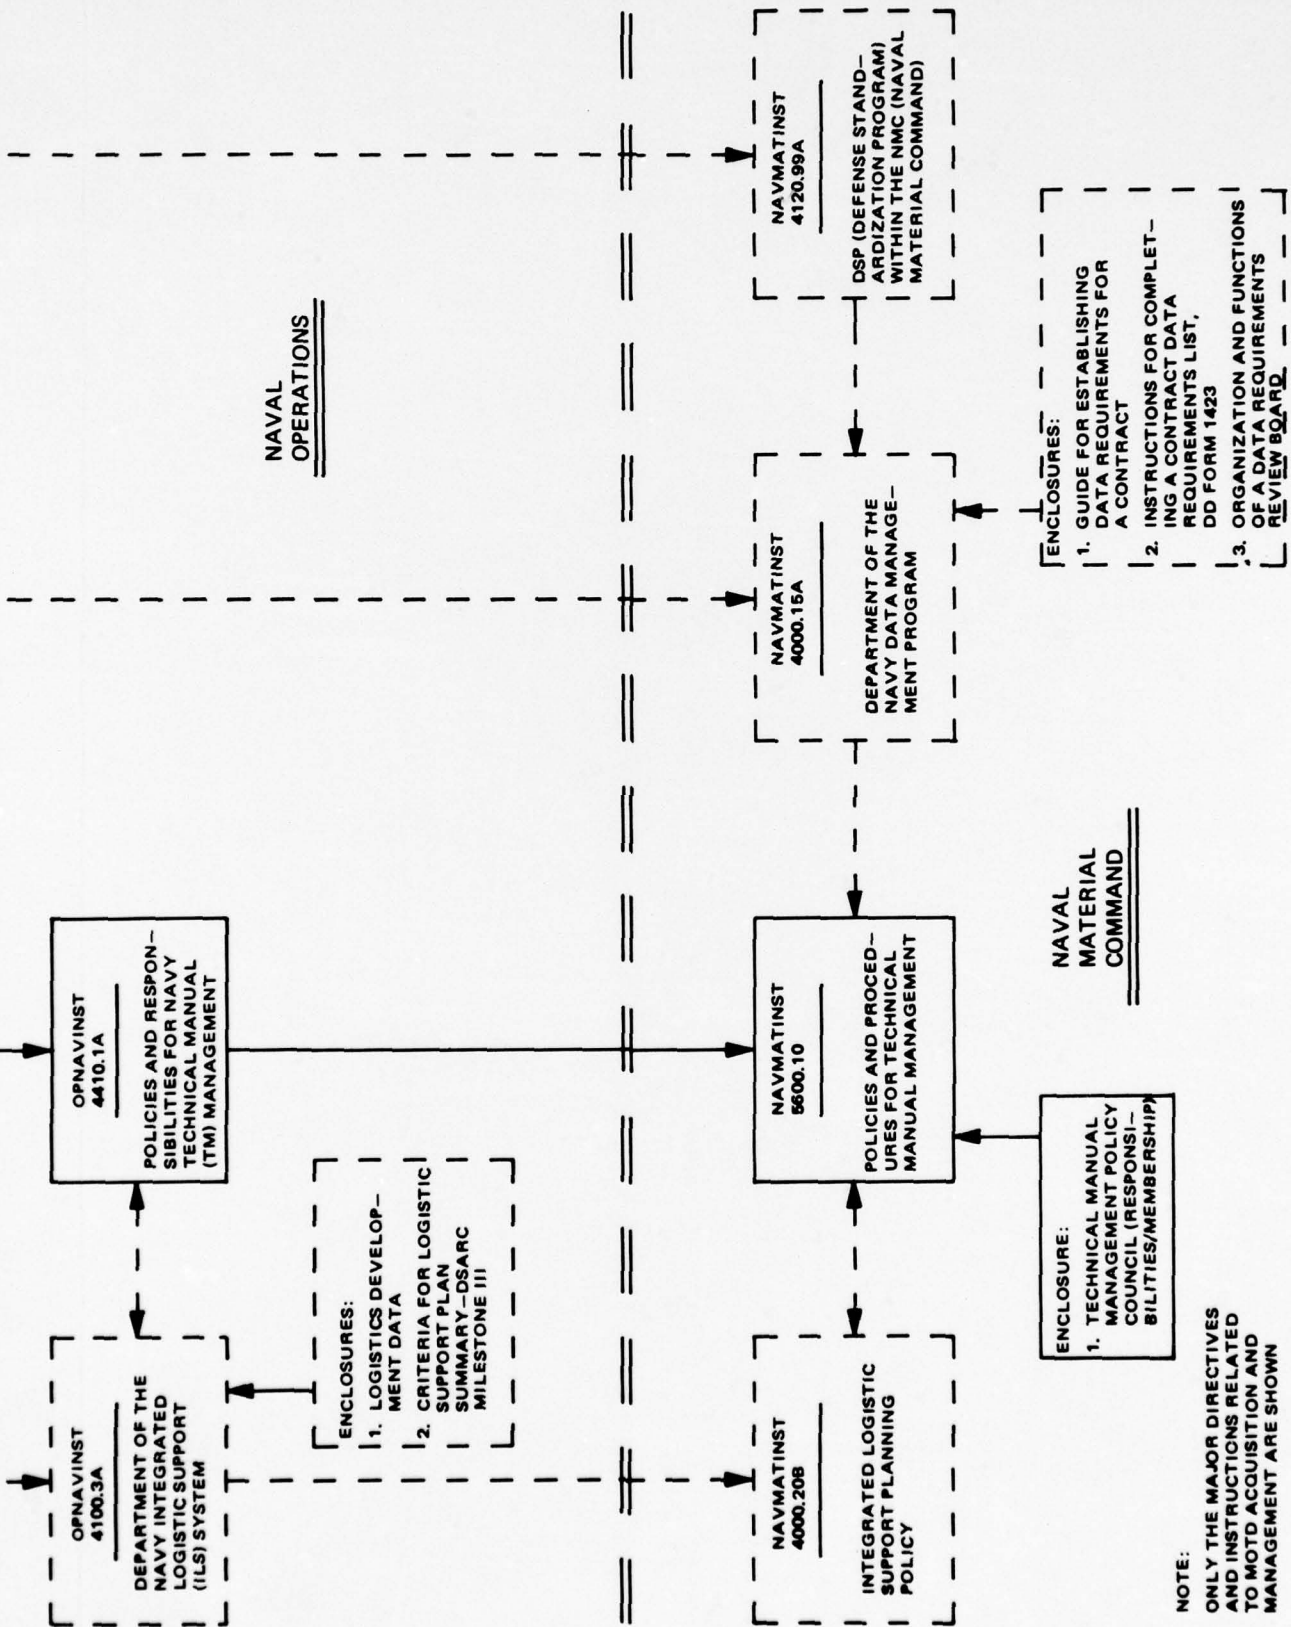 OPNAVINST
4100.3A
DEPARTMENT OF THE
NAVY INTEGRATED
LOGISTIC SUPPORT
(ILS) SYSTEM
OPNAVINST
4410.1A
POLICIES AND RESPON–
SIBILITIES FOR NAVY
TECHNICAL MANUAL
(TM) MANAGEMENT
ENCLOSURES:
1. LOGISTICS DEVELOP–
MENT DATA
2. CRITERIA FOR LOGISTIC
SUPPORT PLAN
SUMMARY–DSARC
MILESTONE III
NAVAL
OPERATIONS
NAVMATINST
4000.20B
INTEGRATED LOGISTIC
SUPPORT PLANNING
POLICY
NAVMATINST
5600.10
POLICIES AND PROCED–
URES FOR TECHNICAL
MANUAL MANAGEMENT
NAVMATINST
4000.15A
DEPARTMENT OF THE
NAVY DATA MANAGE–
MENT PROGRAM
NAVMATINST
4120.99A
DSP (DEFENSE STAND–
ARDIZATION PROGRAM)
WITHIN THE NMC (NAVAL
MATERIAL COMMAND)
ENCLOSURE:
1. TECHNICAL MANUAL
MANAGEMENT POLICY
COUNCIL (RESPONSI–
BILITIES/MEMBERSHIP)
NAVAL
MATERIAL
COMMAND
ENCLOSURES:
1. GUIDE FOR ESTABLISHING
DATA REQUIREMENTS FOR
A CONTRACT
2. INSTRUCTIONS FOR COMPLET–
ING A CONTRACT DATA
REQUIREMENTS LIST,
DD FORM 1423
3. ORGANIZATION AND FUNCTIONS
OF A DATA REQUIREMENTS
REVIEW BOARD
NOTE:
ONLY THE MAJOR DIRECTIVES
AND INSTRUCTIONS RELATED
TO MOTD ACQUISITION AND
MANAGEMENT ARE SHOWN